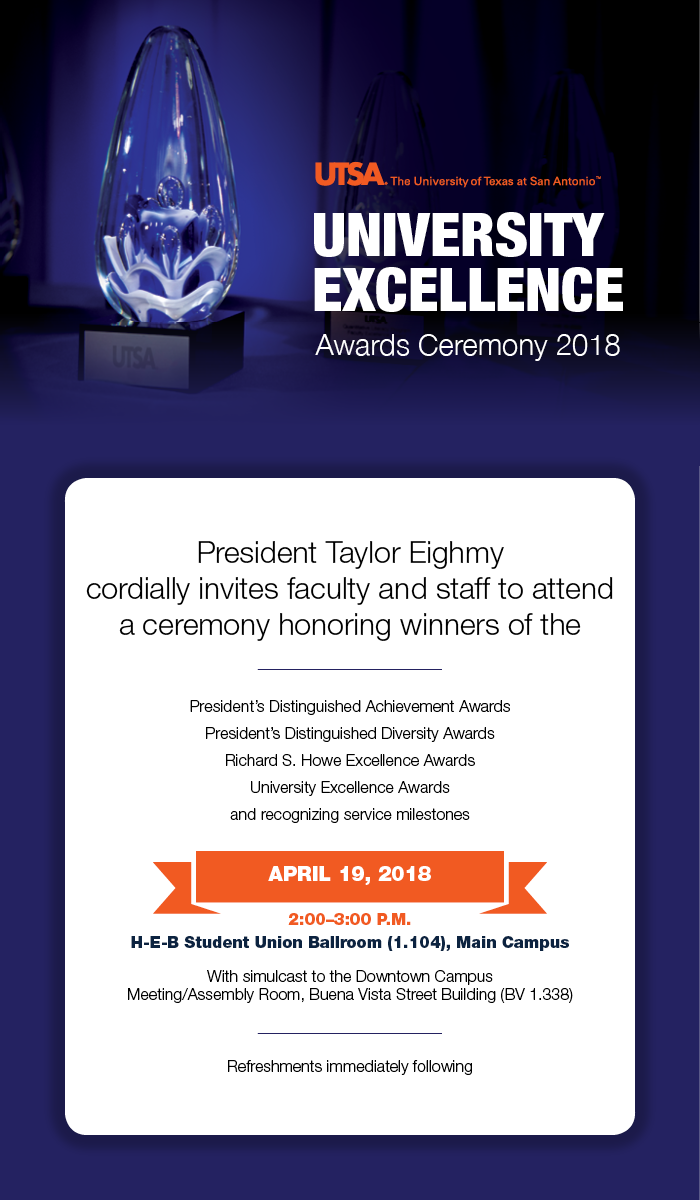 UTSA. The University of Texas at San Antonio™
UNIVERSITY
EXCELLENCE
Awards Ceremony 2018
UTSA
President Taylor Eighmy
cordially invites faculty and staff to attend
a ceremony honoring winners of the
President's Distinguished Achievement Awards
President's Distinguished Diversity Awards
Richard S. Howe Excellence Awards
University Excellence Awards
and recognizing service milestones
APRIL 19, 2018
2:00–3:00 P.M.
H-E-B Student Union Ballroom (1.104), Main Campus
With simulcast to the Downtown Campus
Meeting/Assembly Room, Buena Vista Street Building (BV 1.338)
Refreshments immediately following